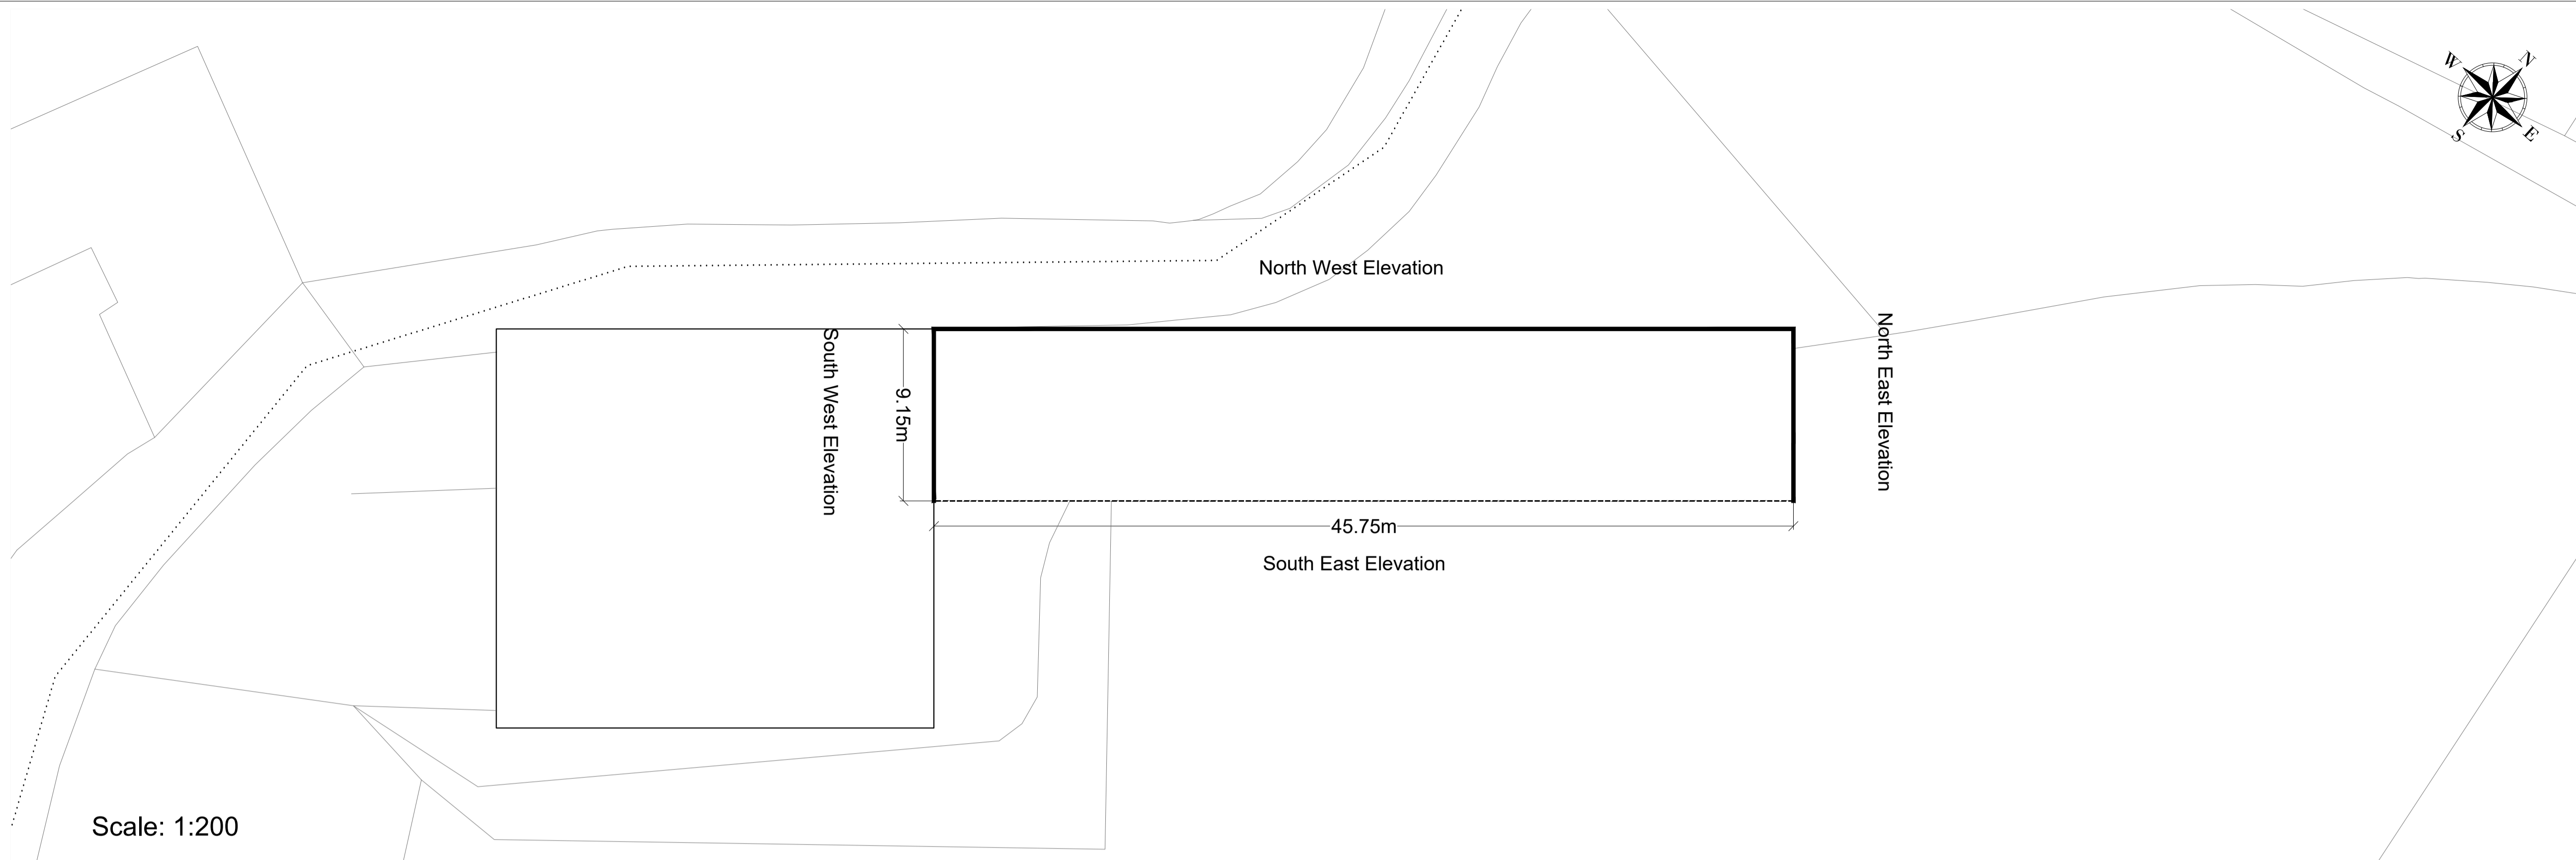 W N
S E
North West Elevation
South West Elevation
9.15m
North East Elevation
45.75m
South East Elevation
Scale: 1:200